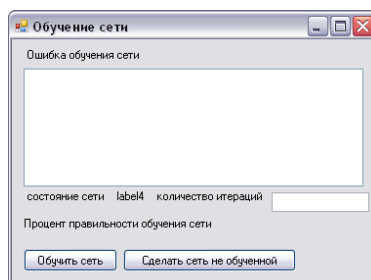 Обучение сети
Ошибка обучения сети
состояние сети label4 количество итераций
Процент правильности обучения сети
Обучить сеть Сделать сеть не обученной